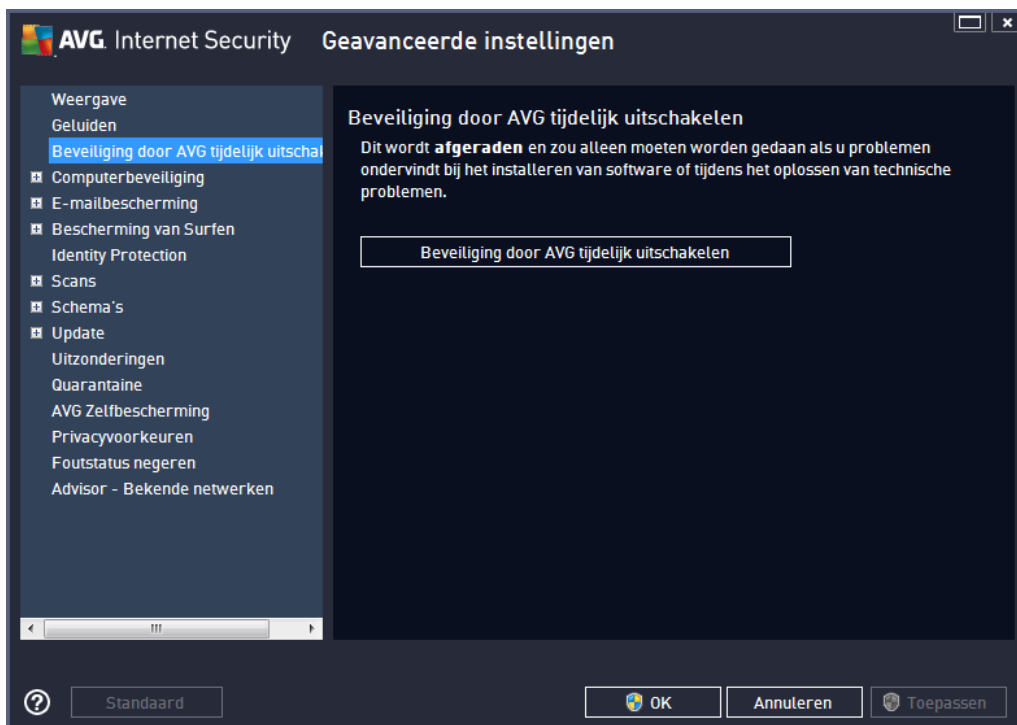 AVG. Internet Security Geavanceerde instellingen
Weergave
Geluiden
Beveiliging door AVG tijdelijk uitschal
Computerbeveiliging
E-mailbescherming
Bescherming van Surfen
Identity Protection
Scans
Schema's
Update
Uitzonderingen
Quarantaine
AVG Zelfbescherming
Privacyvoorkeuren
Foutstatus negeren
Advisor - Bekende netwerken
Beveiliging door AVG tijdelijk uitschakelen
Dit wordt afgeraden en zou alleen moeten worden gedaan als u problemen
ondervindt bij het installeren van software of tijdens het oplossen van technische
problemen.
Beveiliging door AVG tijdelijk uitschakelen
Standaard
OK
Annuleren
Toepassen